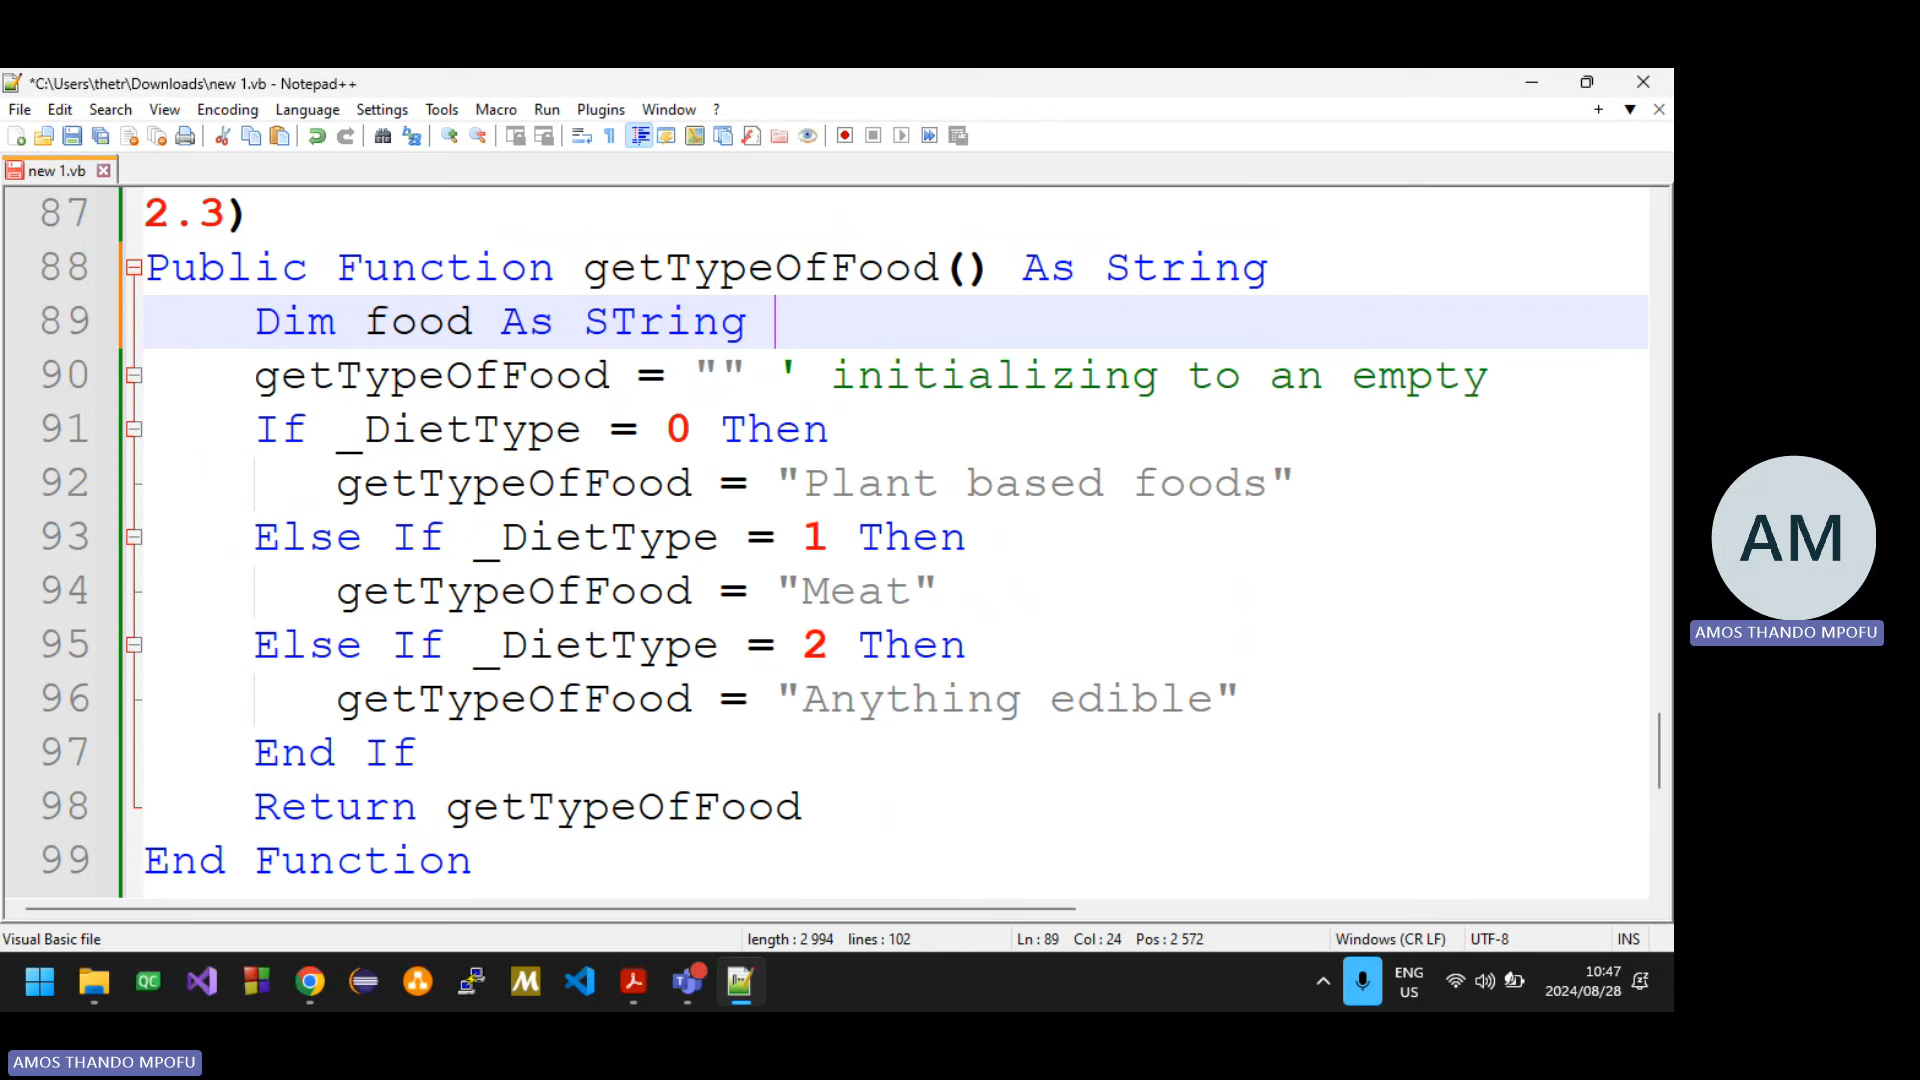 *C:\Users\thetr\Downloads\new 1.vb - Notepad++
File Edit Search View Encoding Language Settings Tools Macro Run Plugins Window ?
new 1.vb
87 2.3)
88 Public Function getTypeOfFood() As String
89 Dim food As STring
90 getTypeOfFood = "" ' initializing to an empty
91 If _DietType = 0 Then
92 getTypeOfFood = "Plant based foods"
93 Else If _DietType = 1 Then
94 getTypeOfFood = "Meat"
95 Else If _DietType = 2 Then
96 getTypeOfFood = "Anything edible"
97 End If
98 Return getTypeOfFood
99 End Function
AM
AMOS THANDO MPOFU
Visual Basic file length : 2 994 lines : 102 Ln : 89 Col : 24 Pos : 2 572 Windows (CR LF) UTF-8 INS
QC
M
ENG
US
10:47
2024/08/28
AMOS THANDO MPOFU